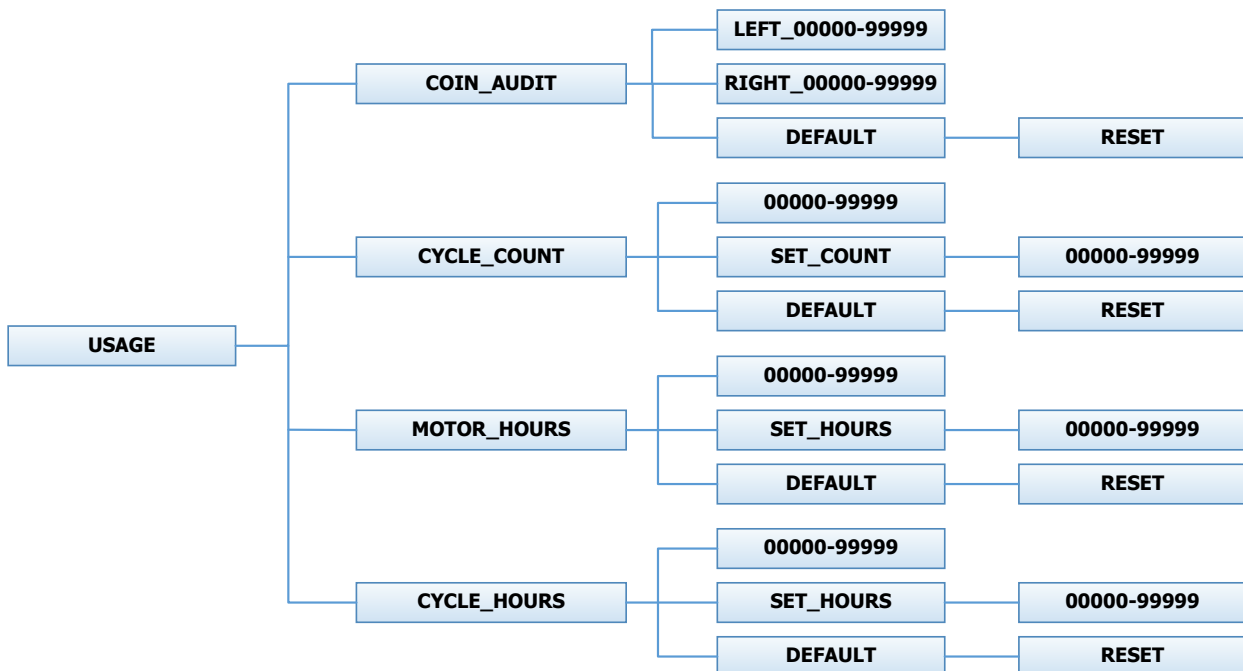 LEFT_00000-99999
COIN_AUDIT
RIGHT_00000-99999
DEFAULT
RESET
00000-99999
CYCLE_COUNT
SET_COUNT
00000-99999
DEFAULT
RESET
USAGE
00000-99999
MOTOR_HOURS
SET_HOURS
00000-99999
DEFAULT
RESET
00000-99999
CYCLE_HOURS
SET_HOURS
00000-99999
DEFAULT
RESET